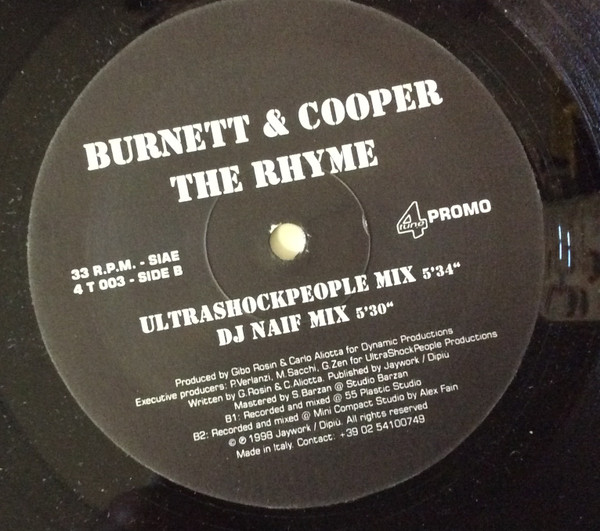 BURNETT & COOPER
THE RHYME
4 Tune PROMO
33 R.P.M. - SIAE
4 T 003 - SIDE B
ULTRASHOCKPEOPLE MIX 5'34"
DJ NAIF MIX 5'30"
Produced by Gibo Rosin & Carlo Aliotta for Dynamic Productions
Executive producers: P.Verlanzi, M.Sacchi, G.Zen for UltraShockPeople Productions
Written by G.Rosin & C.Aliotta. Published by Jaywork / Dipiù
Mastered by S.Barzan @ Studio Barzan
B1: Recorded and mixed @ 55 Plastic Studio
B2: Recorded and mixed @ Mini Compact Studio by Alex Fain
© ℗ 1998 Jaywork / Dipiù. All rights reserved
Made in Italy. Contact: +39 02 54100749